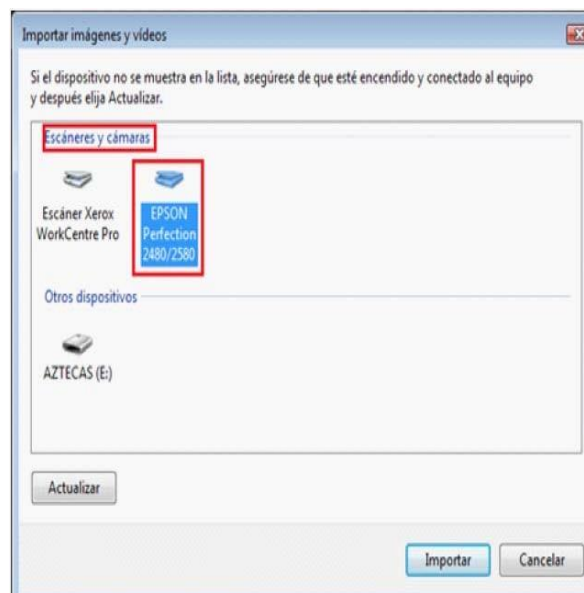 Importar imágenes y vídeos
Si el dispositivo no se muestra en la lista, asegúrese de que esté encendido y conectado al equipo
y después elija Actualizar.
Escáneres y cámaras
Escáner Xerox
WorkCentre Pro
EPSON
Perfection
2480/2580
Otros dispositivos
AZTECAS (E:)
Actualizar
Importar
Cancelar